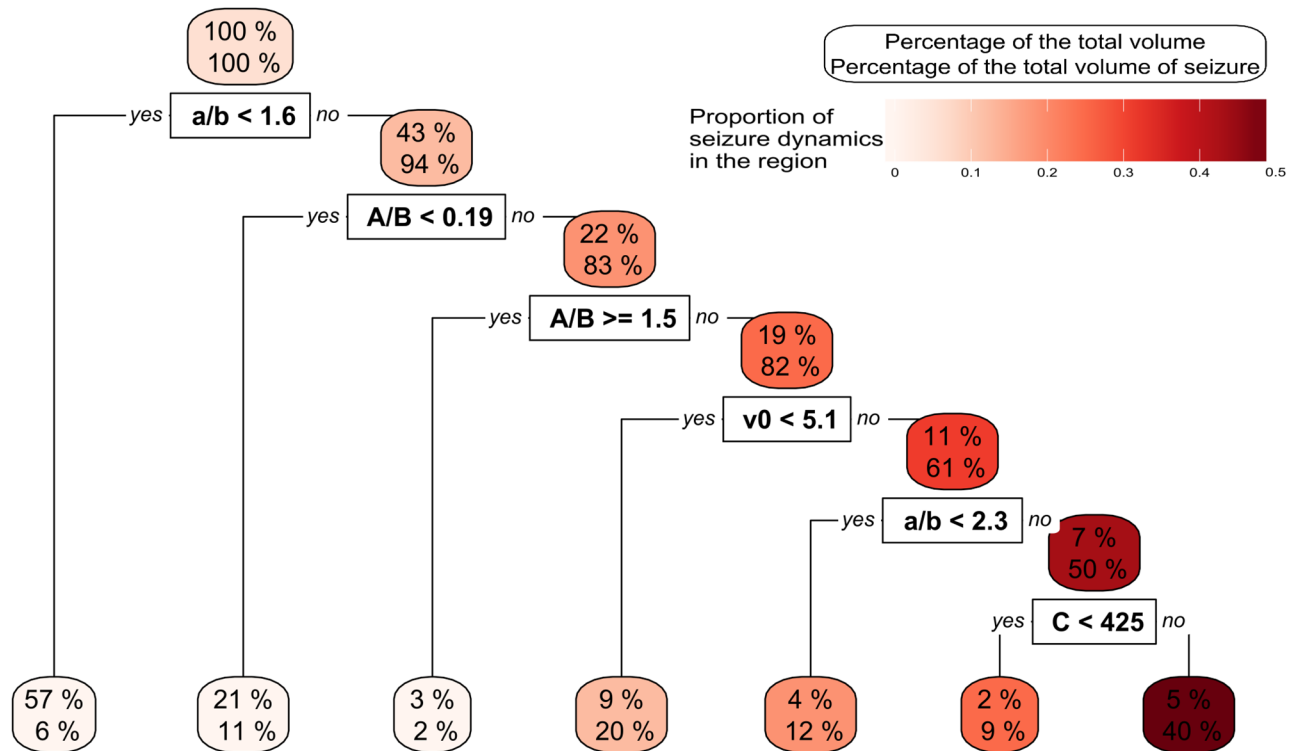 100 %
100 %
Percentage of the total volume
Percentage of the total volume of seizure
yes a/b < 1.6 no
Proportion of
seizure dynamics
in the region
0 0.1 0.2 0.3 0.4 0.5
43 %
94 %
yes A/B < 0.19 no
22 %
83 %
yes A/B >= 1.5 no
19 %
82 %
yes v0 < 5.1 no
11 %
61 %
yes a/b < 2.3 no
7 %
50 %
yes C < 425 no
57 % 21 % 3 % 9 % 4 % 2 % 5 %
6 % 11 % 2 % 20 % 12 % 9 % 40 %